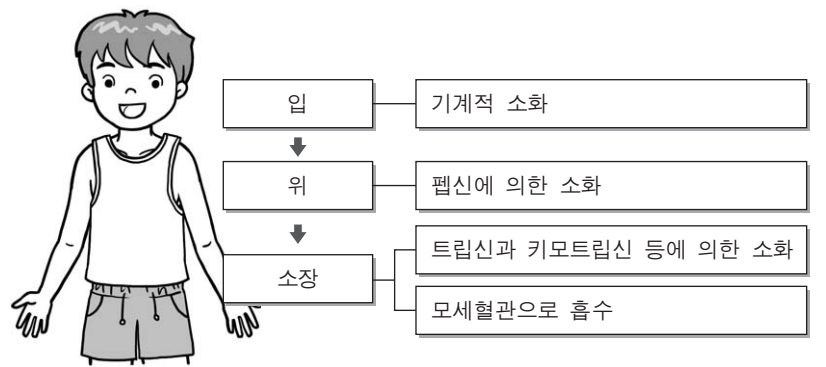 입
기계적 소화
위
펩신에 의한 소화
트립신과 키모트립신 등에 의한 소화
소장
모세혈관으로 흡수